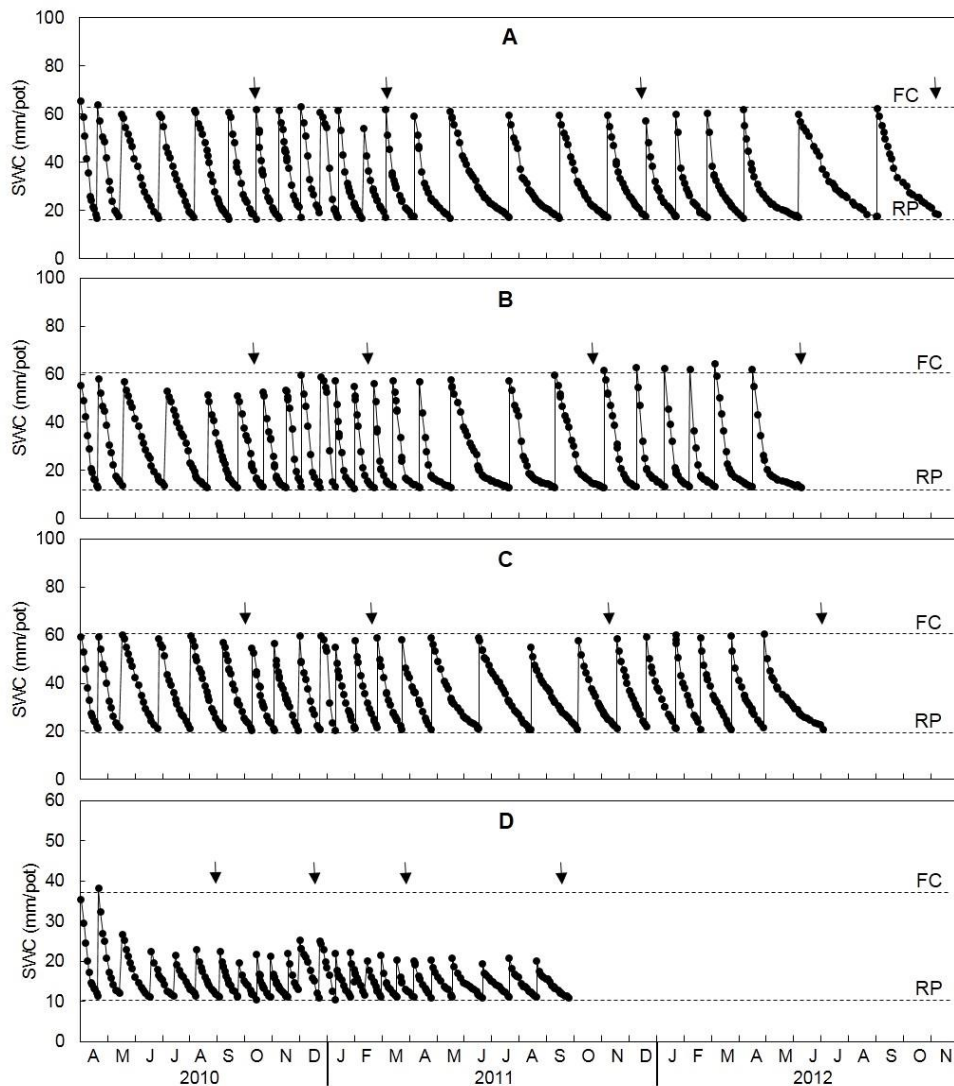 A
SWC (mm/pot)
100
80
60
40
20
0
FC
RP
B
SWC (mm/pot)
100
80
60
40
20
0
FC
RP
C
SWC (mm/pot)
100
80
60
40
20
0
FC
RP
D
SWC (mm/pot)
60
50
40
30
20
10
0
FC
RP
A M J J A S O N D J F M A M J J A S O N D J F M A M J J A S O N
2010 2011 2012